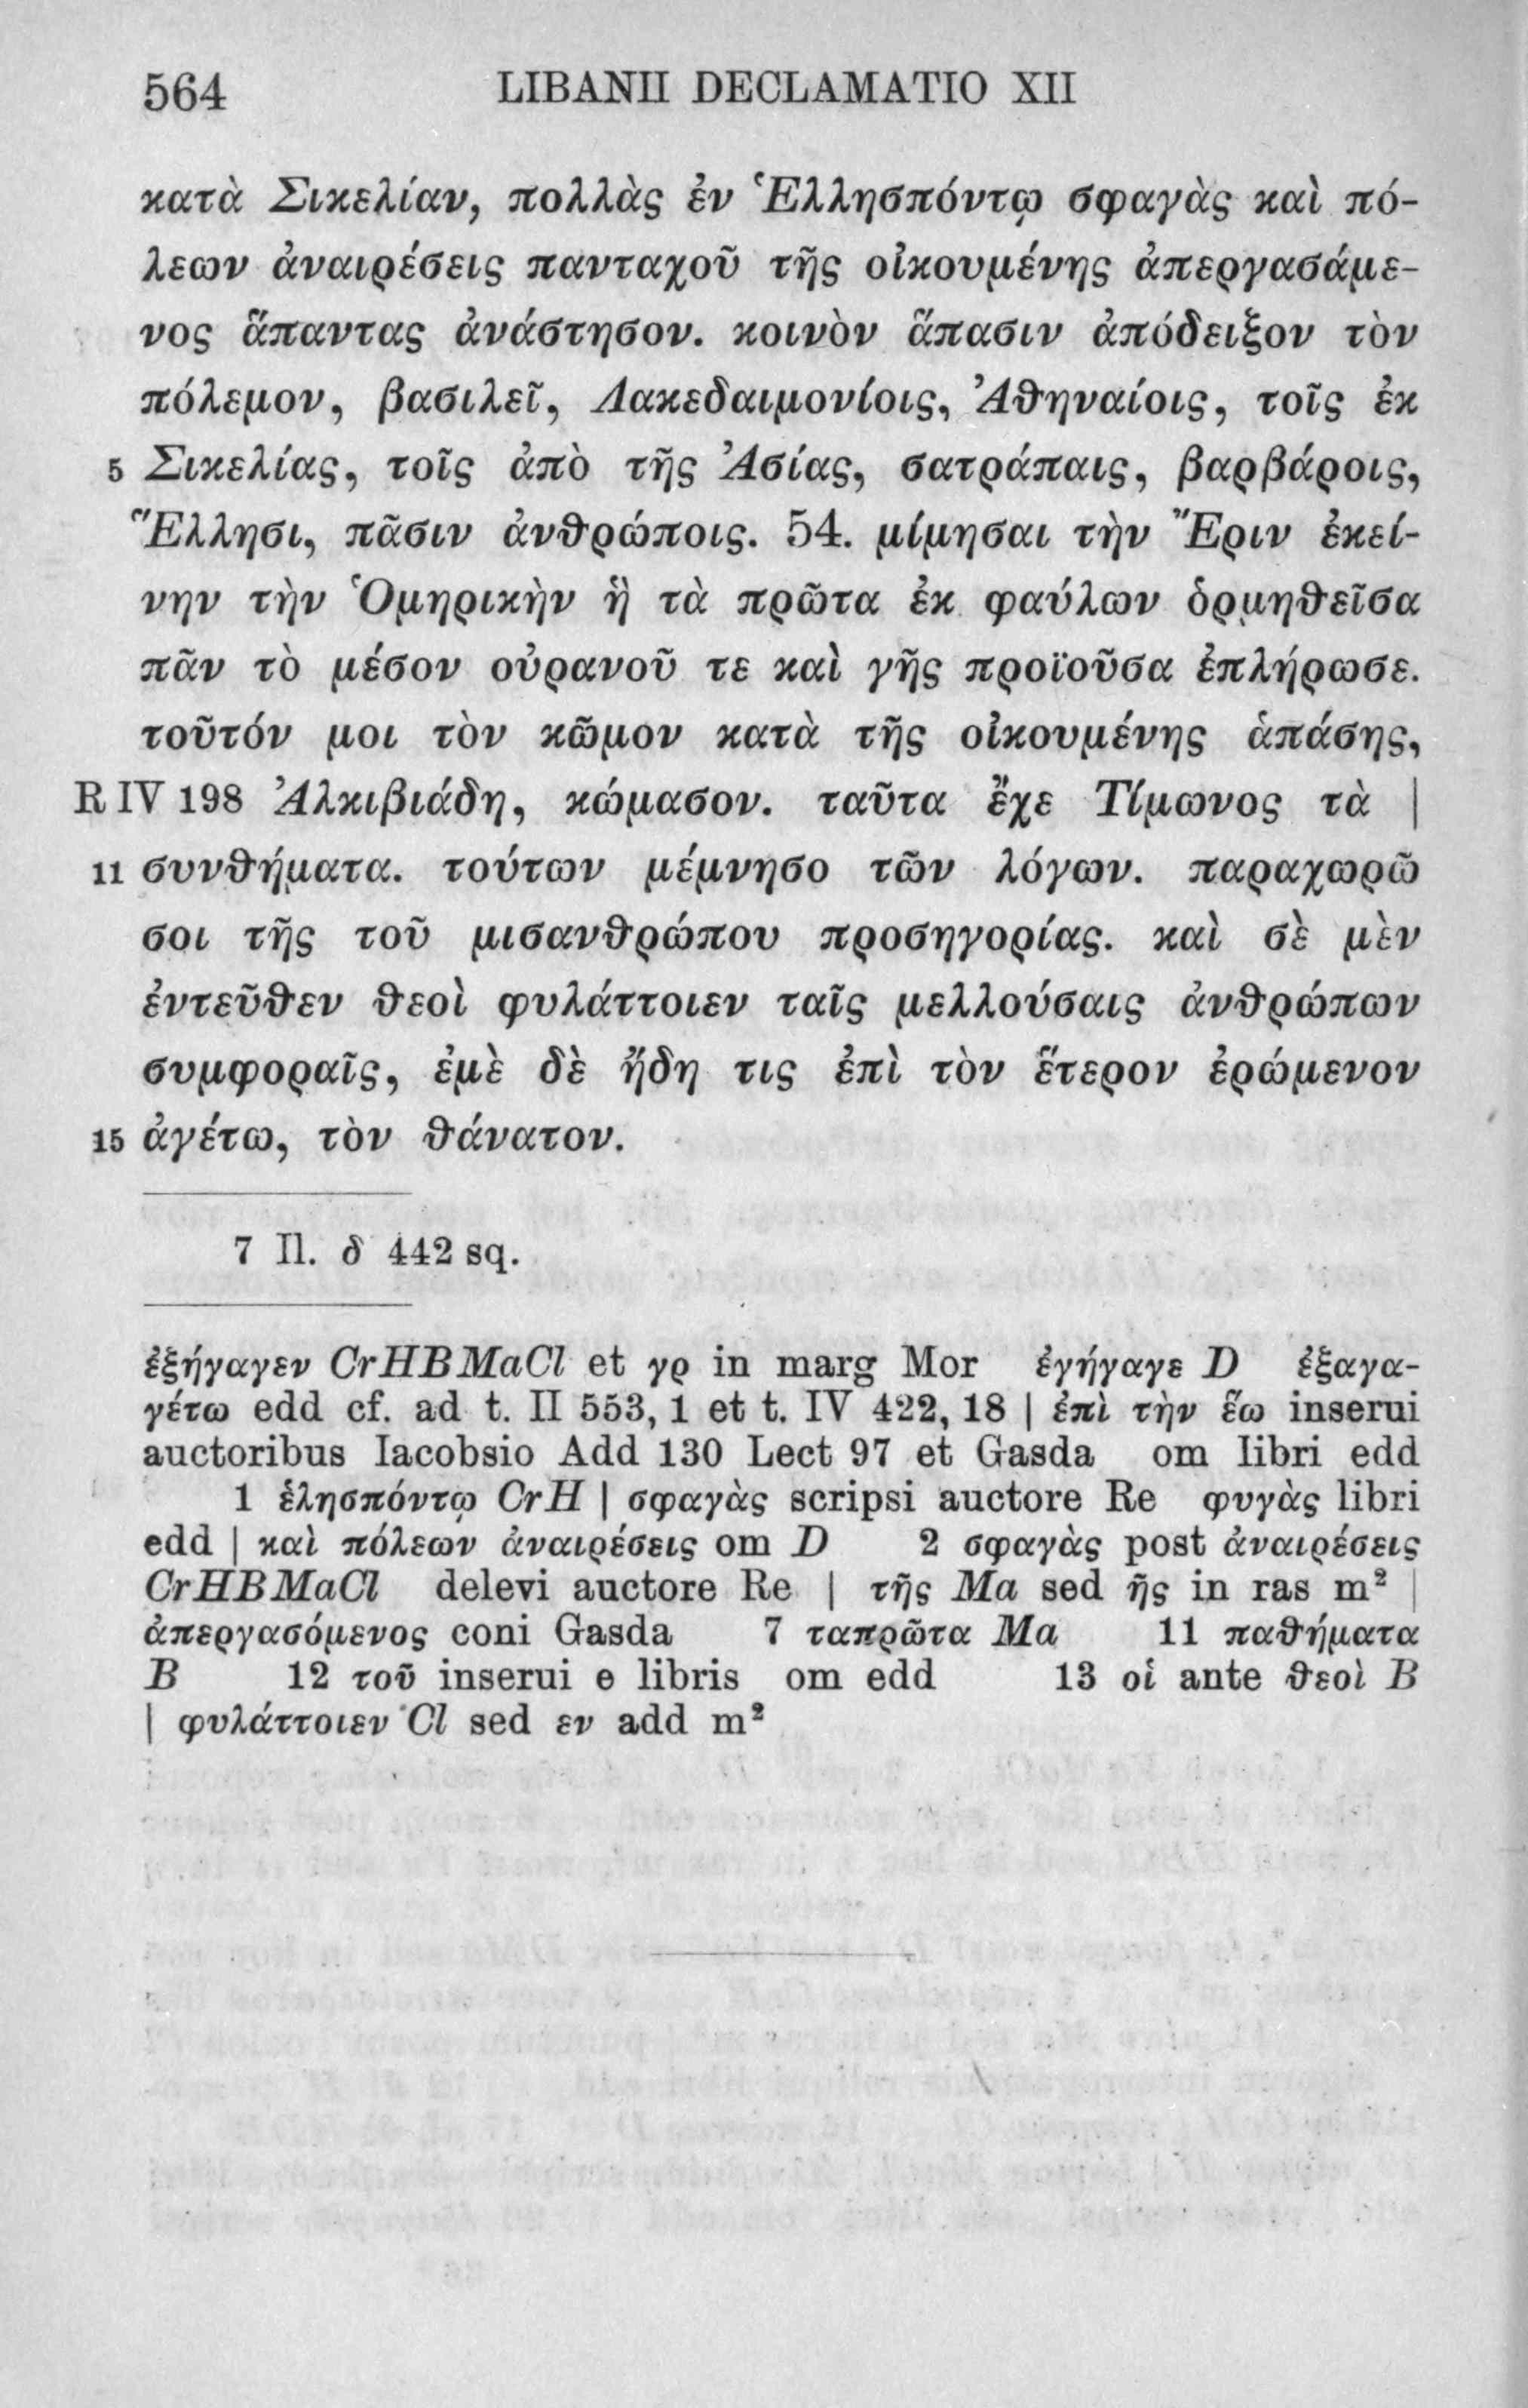 564 LIBANII DECLAMATIO XII
κατὰ Σικελίαν, πολλὰς ἐν Ἑλλησπόντῳ σφαγὰς καὶ πό-
λεων ἀναιρέσεις πανταχοῦ τῆς οἰκουμένης ἀπεργασάμε-
νος ἅπαντας ἀνάστησον. κοινὸν ἅπασιν ἀπόδειξον τὸν
πόλεμον, βασιλεῖ, Λακεδαιμονίοις, Ἀθηναίοις, τοῖς ἐκ
5 Σικελίας, τοῖς ἀπὸ τῆς Ἀσίας, σατράπαις, βαρβάροις,
Ἕλλησι, πᾶσιν ἀνθρώποις. 54. μίμησαι τὴν Ἔριν ἐκεί-
νην τὴν Ὁμηρικὴν ἣ τὰ πρῶτα ἐκ φαύλων ὁρμηθεῖσα
πᾶν τὸ μέσον οὐρανοῦ τε καὶ γῆς προϊοῦσα ἐπλήρωσε.
τοῦτόν μοι τὸν κῶμον κατὰ τῆς οἰκουμένης ἁπάσης,
R IV 198 Ἀλκιβιάδη, κώμασον. ταῦτα ἔχε Τίμωνος τὰ |
11 συνθήματα. τούτων μέμνησο τῶν λόγων. παραχωρῶ
σοι τῆς τοῦ μισανθρώπου προσηγορίας. καὶ σὲ μὲν
ἐντεῦθεν θεοὶ φυλάττοιεν ταῖς μελλούσαις ἀνθρώπων
συμφοραῖς, ἐμὲ δὲ ἤδη τις ἐπὶ τὸν ἕτερον ἐρώμενον
15 ἀγέτω, τὸν θάνατον.
7 Il. δ 442 sq.
ἐξήγαγεν CrHBMaCl et γρ in marg Mor ἐγήγαγε D ἐξαγα-
γέτω edd cf. ad t. II 553, 1 et t. IV 422, 18 | ἐπὶ τὴν ἕω inserui
auctoribus Iacobsio Add 130 Lect 97 et Gasda om libri edd
1 ἑλησπόντῳ CrH | σφαγὰς scripsi auctore Re φυγὰς libri
edd | καὶ πόλεων ἀναιρέσεις om D 2 σφαγὰς post ἀναιρέσεις
CrHBMaCl delevi auctore Re | τῆς Ma sed ῆς in ras m² |
ἀπεργασόμενος coni Gasda 7 ταπρῶτα Ma 11 παθήματα
B 12 τοῦ inserui e libris om edd 13 οἱ ante θεοὶ B
| φυλάττοιεν Cl sed εν add m²